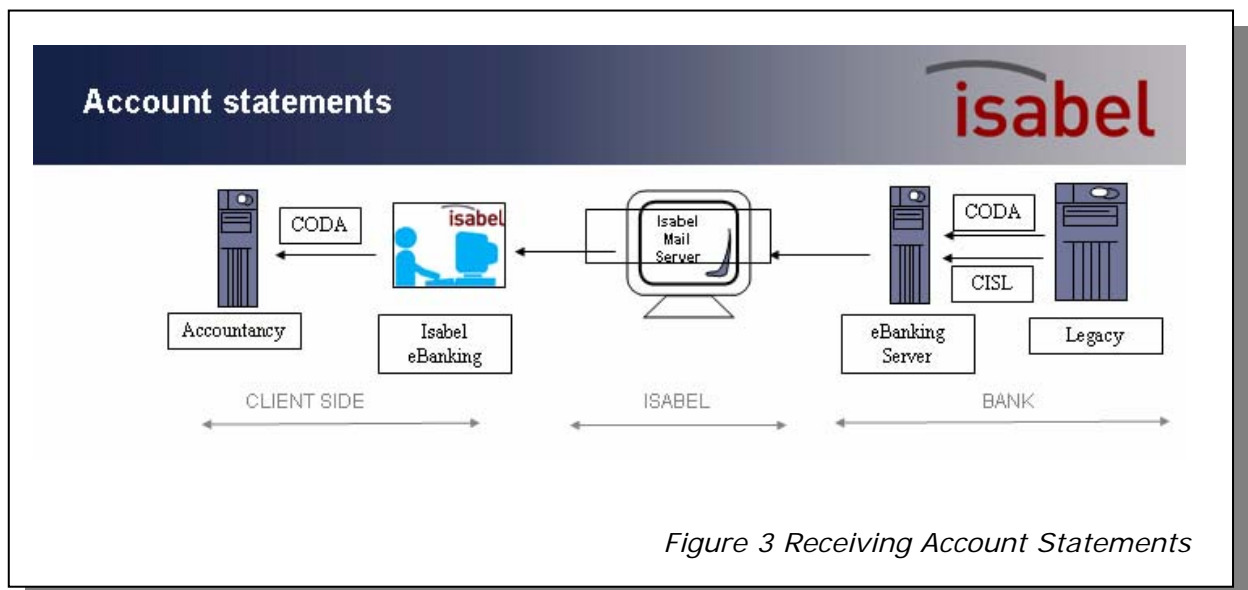 Account statements
isabel
CODA
isabel
Isabel
Mail
Server
CODA
CISL
Accountancy
Isabel
eBanking
eBanking
Server
Legacy
CLIENT SIDE
ISABEL
BANK
Figure 3 Receiving Account Statements